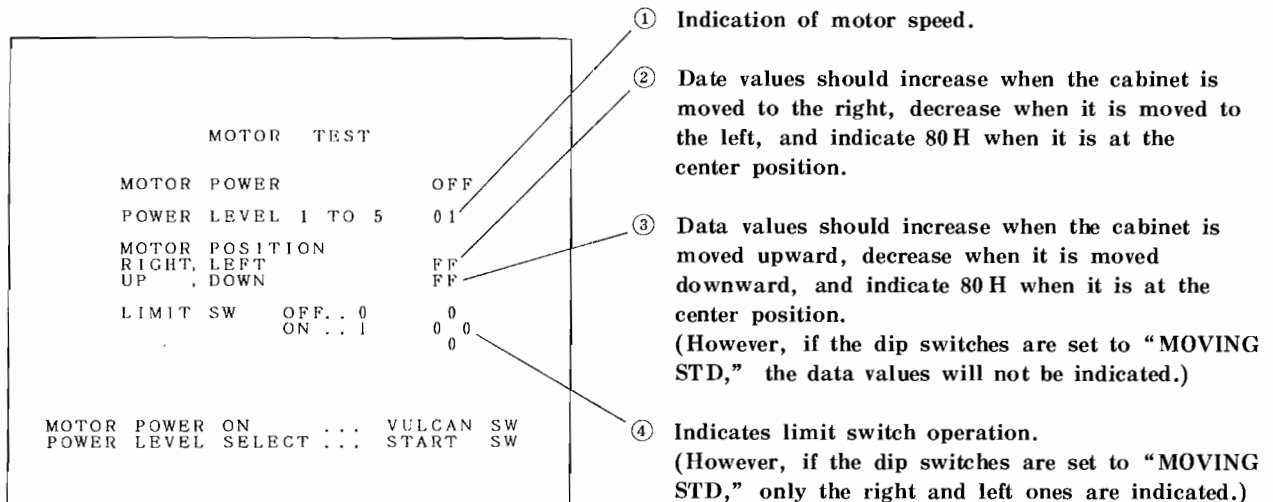 MOTOR TEST
MOTOR POWER OFF
POWER LEVEL 1 TO 5 01
MOTOR POSITION
RIGHT, LEFT FF
UP , DOWN FF
LIMIT SW OFF.. 0 0
ON .. 1 0 0
0
MOTOR POWER ON ... VULCAN SW
POWER LEVEL SELECT ... START SW
① Indication of motor speed.
② Date values should increase when the cabinet is
moved to the right, decrease when it is moved to
the left, and indicate 80 H when it is at the
center position.
③ Data values should increase when the cabinet is
moved upward, decrease when it is moved
downward, and indicate 80 H when it is at the
center position.
(However, if the dip switches are set to “MOVING
STD,” the data values will not be indicated.)
④ Indicates limit switch operation.
(However, if the dip switches are set to “MOVING
STD,” only the right and left ones are indicated.)